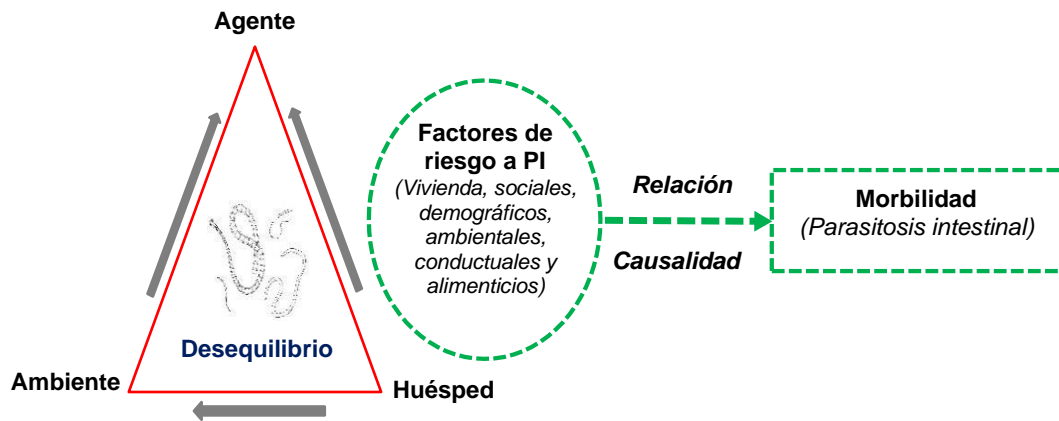 Agente
Factores de
riesgo a PI
(Vivienda, sociales,
demográficos,
ambientales,
conductuales y
alimenticios)
Relación
Causalidad
Morbilidad
(Parasitosis intestinal)
Desequilibrio
Ambiente
Huésped